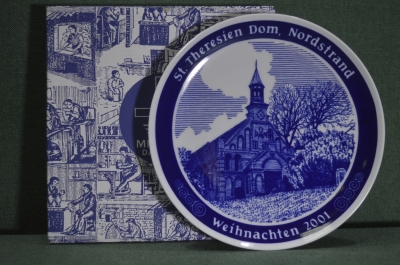 St. Theresien Dom, Nordstrand
Weihnachten 2001